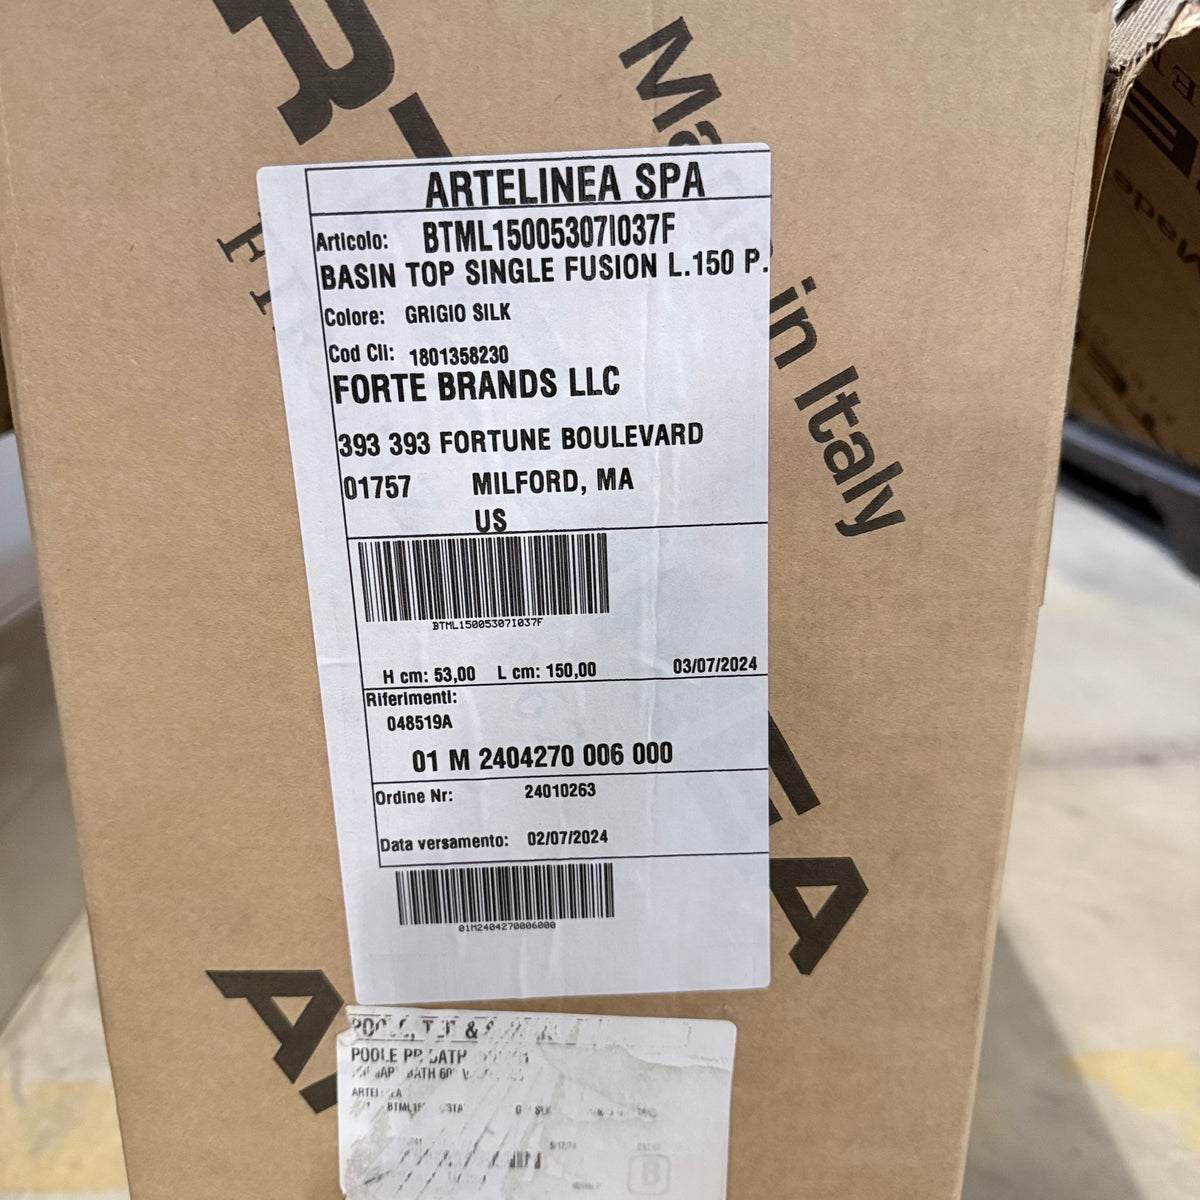 Made in Italy
ARTELINEA SPA
Articolo: BTML15005307I037F
BASIN TOP SINGLE FUSION L.150 P.
Colore: GRIGIO SILK
Cod Cli: 1801358230
FORTE BRANDS LLC
393 393 FORTUNE BOULEVARD
01757 MILFORD, MA
US
BTML15005307I037F
H cm: 53,00 L cm: 150,00 03/07/2024
Riferimenti:
048519A
01 M 2404270 006 000
Ordine Nr: 24010263
Data versamento: 02/07/2024
01M2404270006000
POOLE
B